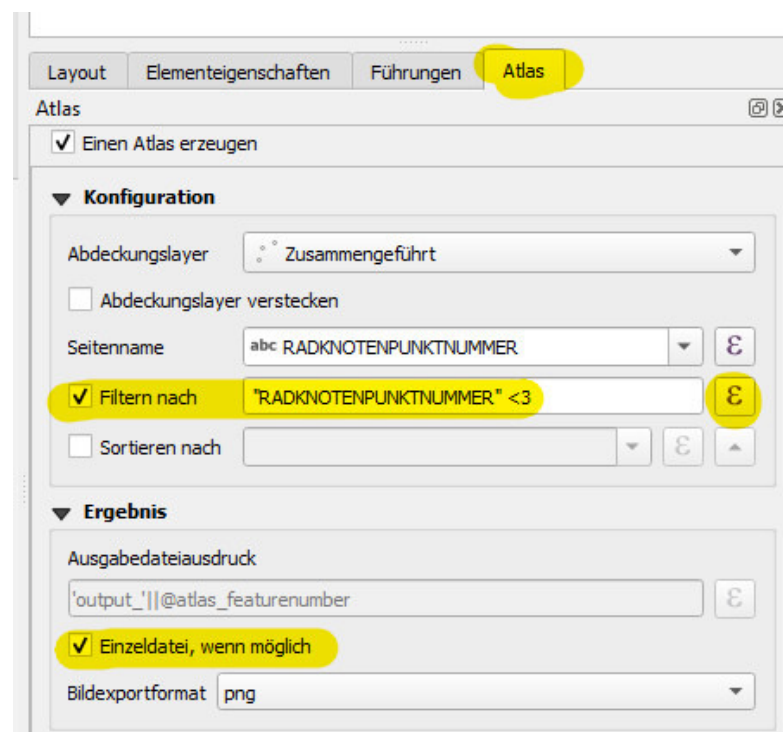 Layout Elementeigenschaften Führungen Atlas
Atlas
Einen Atlas erzeugen
Konfiguration
Abdeckungslayer Zusammengeführt
Abdeckungslayer verstecken
Seitenname abc RADKNOTENPUNKTNUMMER ε
Filtern nach "RADKNOTENPUNKTNUMMER" <3 ε
Sortieren nach ε
Ergebnis
Ausgabedateiausdruck
'output_'||@atlas_featurenumber ε
Einzeldatei, wenn möglich
Bildexportformat png